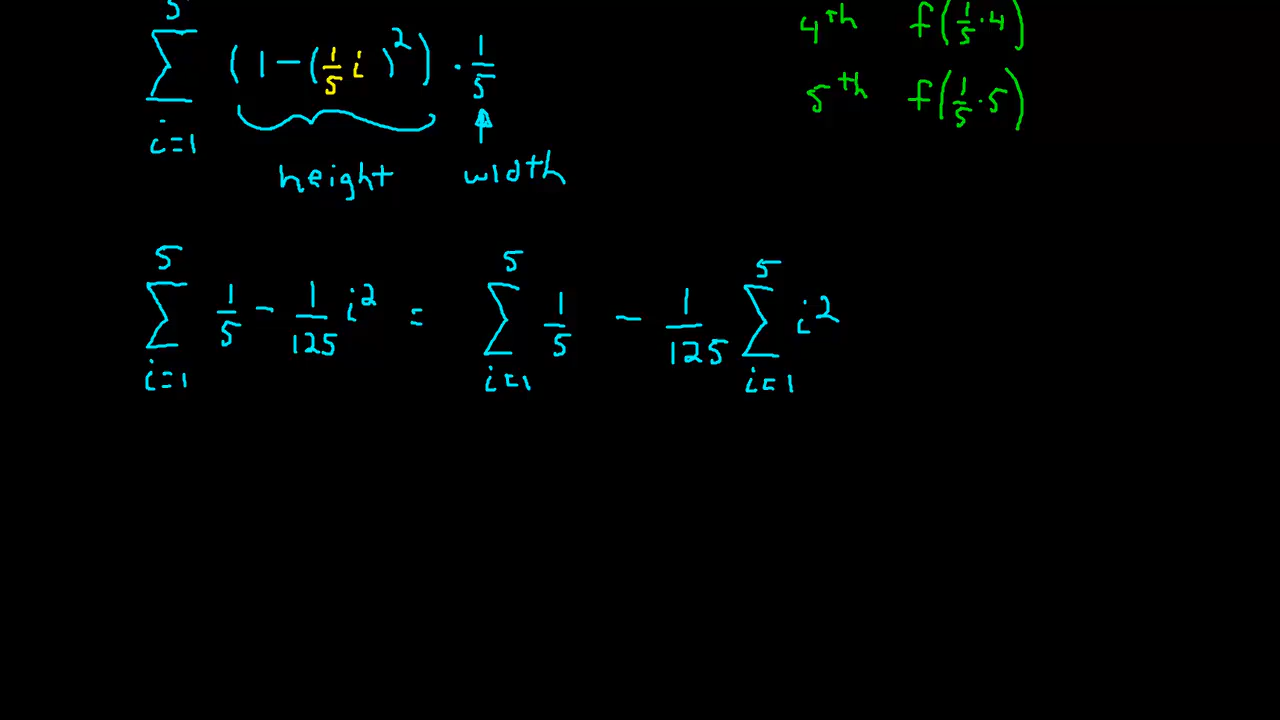 5
∑ (1-(1/5 i)²) · 1/5
i=1
height width
4th f(1/5·4)
5th f(1/5·5)
5 5 5
∑ 1/5 - 1/125 i² = ∑ 1/5 - 1/125 ∑ i²
i=1 i=1 i=1